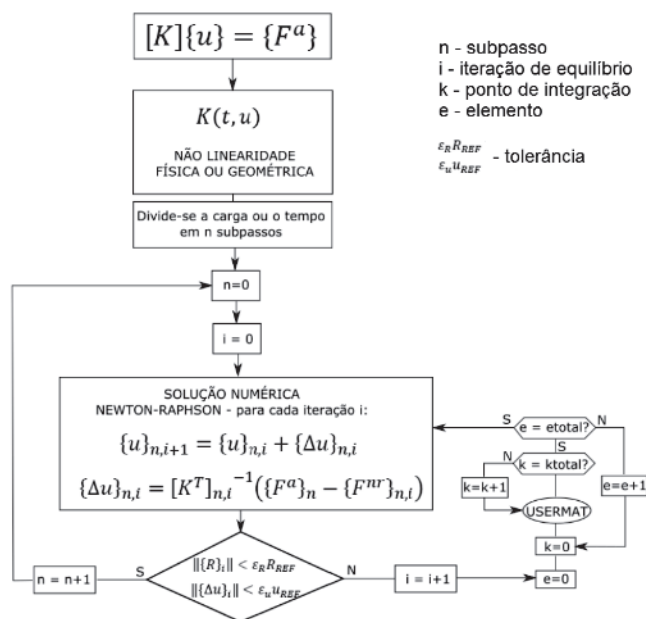 [K]{u} = {F^a}
n - subpasso
i - iteração de equilíbrio
k - ponto de integração
e - elemento
ε_R R_REF
ε_u u_REF
- tolerância
K(t, u)
NÃO LINEARIDADE
FÍSICA OU GEOMÉTRICA
Divide-se a carga ou o tempo
em n subpassos
n=0
i = 0
SOLUÇÃO NUMÉRICA
NEWTON-RAPHSON - para cada iteração i:
{u}_{n,i+1} = {u}_{n,i} + {Δu}_{n,i}
{Δu}_{n,i} = [K^T]_{n,i}^{-1}({F^a}_n − {F^{nr}}_{n,i})
S
e = etotal?
N
S
N
k = ktotal?
k=k+1
e=e+1
USERMAT
k=0
e=0
n = n+1
S
‖{R}_i‖ < ε_R R_REF
‖{Δu}_i‖ < ε_u u_REF
N
i = i+1